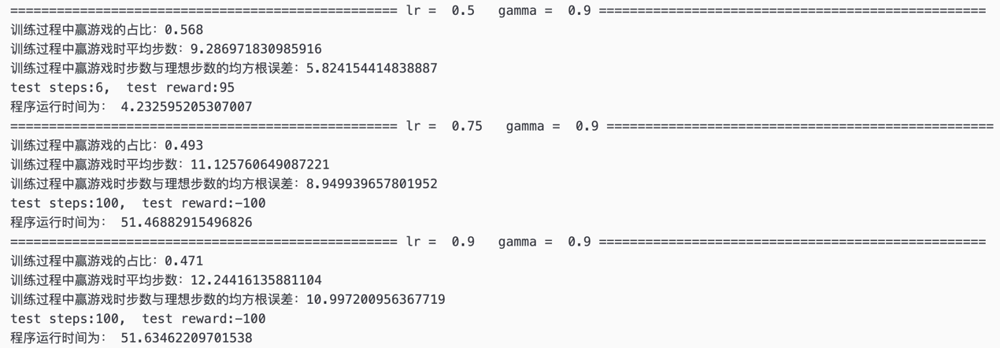 ================================================== lr =  0.5   gamma =  0.9 ==================================================
训练过程中赢游戏的占比：0.568
训练过程中赢游戏时平均步数：9.286971830985916
训练过程中赢游戏时步数与理想步数的均方根误差：5.824154414838887
test steps:6,  test reward:95
程序运行时间为： 4.232595205307007
================================================== lr =  0.75   gamma =  0.9 ==================================================
训练过程中赢游戏的占比：0.493
训练过程中赢游戏时平均步数：11.125760649087221
训练过程中赢游戏时步数与理想步数的均方根误差：8.949939657801952
test steps:100,  test reward:-100
程序运行时间为： 51.46882915496826
================================================== lr =  0.9   gamma =  0.9 ==================================================
训练过程中赢游戏的占比：0.471
训练过程中赢游戏时平均步数：12.24416135881104
训练过程中赢游戏时步数与理想步数的均方根误差：10.997200956367719
test steps:100,  test reward:-100
程序运行时间为： 51.63462209701538